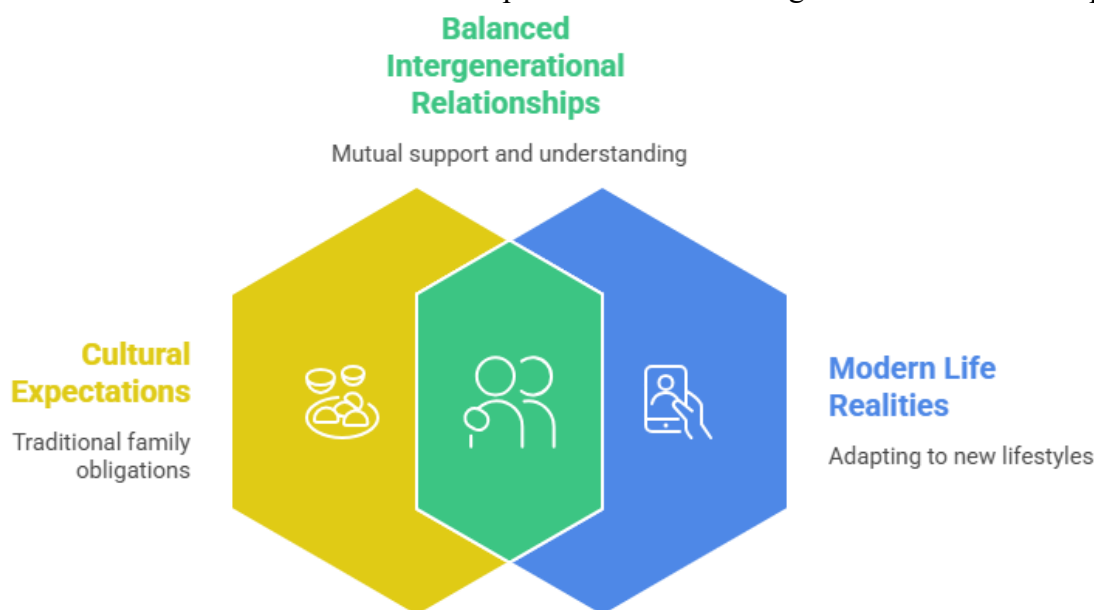 Balanced
Intergenerational
Relationships
Mutual support and understanding
Cultural
Expectations
Traditional family
obligations
Modern Life
Realities
Adapting to new lifestyles